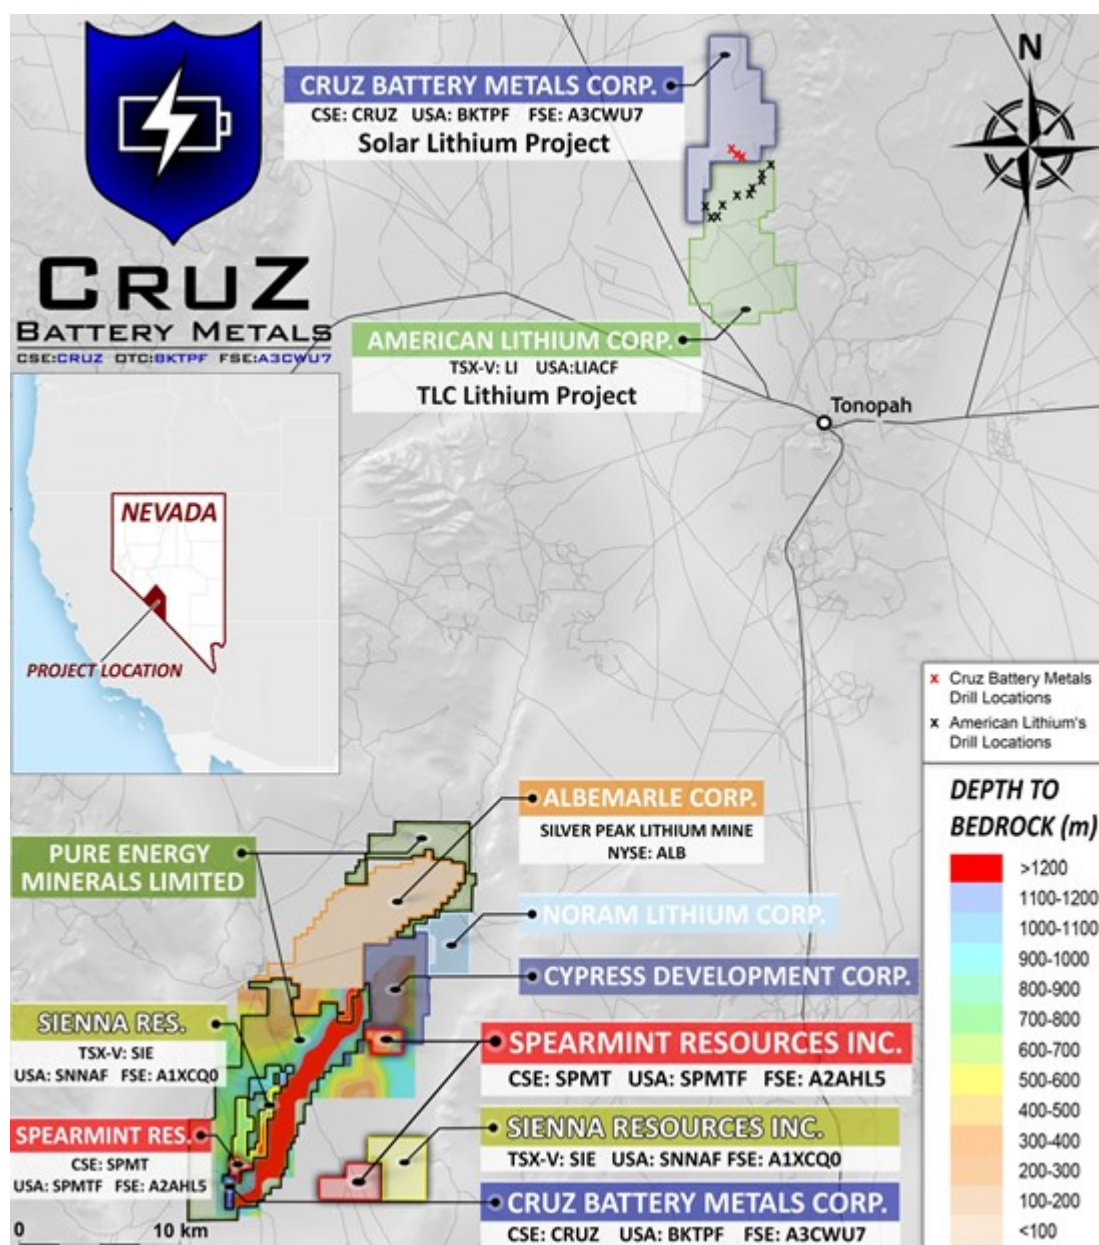 CRUZ BATTERY METALS CORP.
CSE: CRUZ USA: BKTPF FSE: A3CWU7
Solar Lithium Project
N
CRUZ
BATTERY METALS
CSE:CRUZ OTC:BKTPF FSE:A3CWU7
AMERICAN LITHIUM CORP.
TSX-V: LI USA:LIACF
TLC Lithium Project
Tonopah
NEVADA
PROJECT LOCATION
x Cruz Battery Metals
Drill Locations
x American Lithium's
Drill Locations
DEPTH TO
BEDROCK (m)
>1200
1100-1200
1000-1100
900-1000
800-900
700-800
600-700
500-600
400-500
300-400
200-300
100-200
<100
ALBEMARLE CORP.
SILVER PEAK LITHIUM MINE
NYSE: ALB
PURE ENERGY
MINERALS LIMITED
NORAM LITHIUM CORP.
CYPRESS DEVELOPMENT CORP.
SIENNA RES.
TSX-V: SIE
USA: SNNAF FSE: A1XCQ0
SPEARMINT RESOURCES INC.
CSE: SPMT USA: SPMTF FSE: A2AHL5
SPEARMINT RES.
CSE: SPMT
USA: SPMTF FSE: A2AHL5
SIENNA RESOURCES INC.
TSX-V: SIE USA: SNNAF FSE: A1XCQ0
CRUZ BATTERY METALS CORP.
CSE: CRUZ USA: BKTPF FSE: A3CWU7
0 10 km